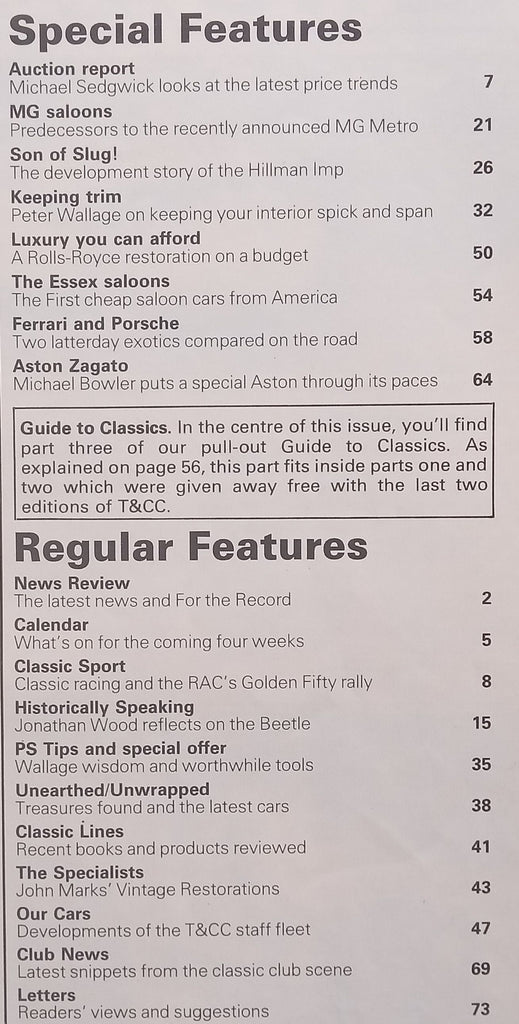 Special Features
Auction report
Michael Sedgwick looks at the latest price trends 7
MG saloons
Predecessors to the recently announced MG Metro 21
Son of Slug!
The development story of the Hillman Imp 26
Keeping trim
Peter Wallage on keeping your interior spick and span 32
Luxury you can afford
A Rolls-Royce restoration on a budget 50
The Essex saloons
The First cheap saloon cars from America 54
Ferrari and Porsche
Two latterday exotics compared on the road 58
Aston Zagato
Michael Bowler puts a special Aston through its paces 64
Guide to Classics. In the centre of this issue, you'll find
part three of our pull-out Guide to Classics. As
explained on page 56, this part fits inside parts one and
two which were given away free with the last two
editions of T&CC.
Regular Features
News Review
The latest news and For the Record 2
Calendar
What's on for the coming four weeks 5
Classic Sport
Classic racing and the RAC's Golden Fifty rally 8
Historically Speaking
Jonathan Wood reflects on the Beetle 15
PS Tips and special offer
Wallage wisdom and worthwhile tools 35
Unearthed/Unwrapped
Treasures found and the latest cars 38
Classic Lines
Recent books and products reviewed 41
The Specialists
John Marks' Vintage Restorations 43
Our Cars
Developments of the T&CC staff fleet 47
Club News
Latest snippets from the classic club scene 69
Letters
Readers' views and suggestions 73